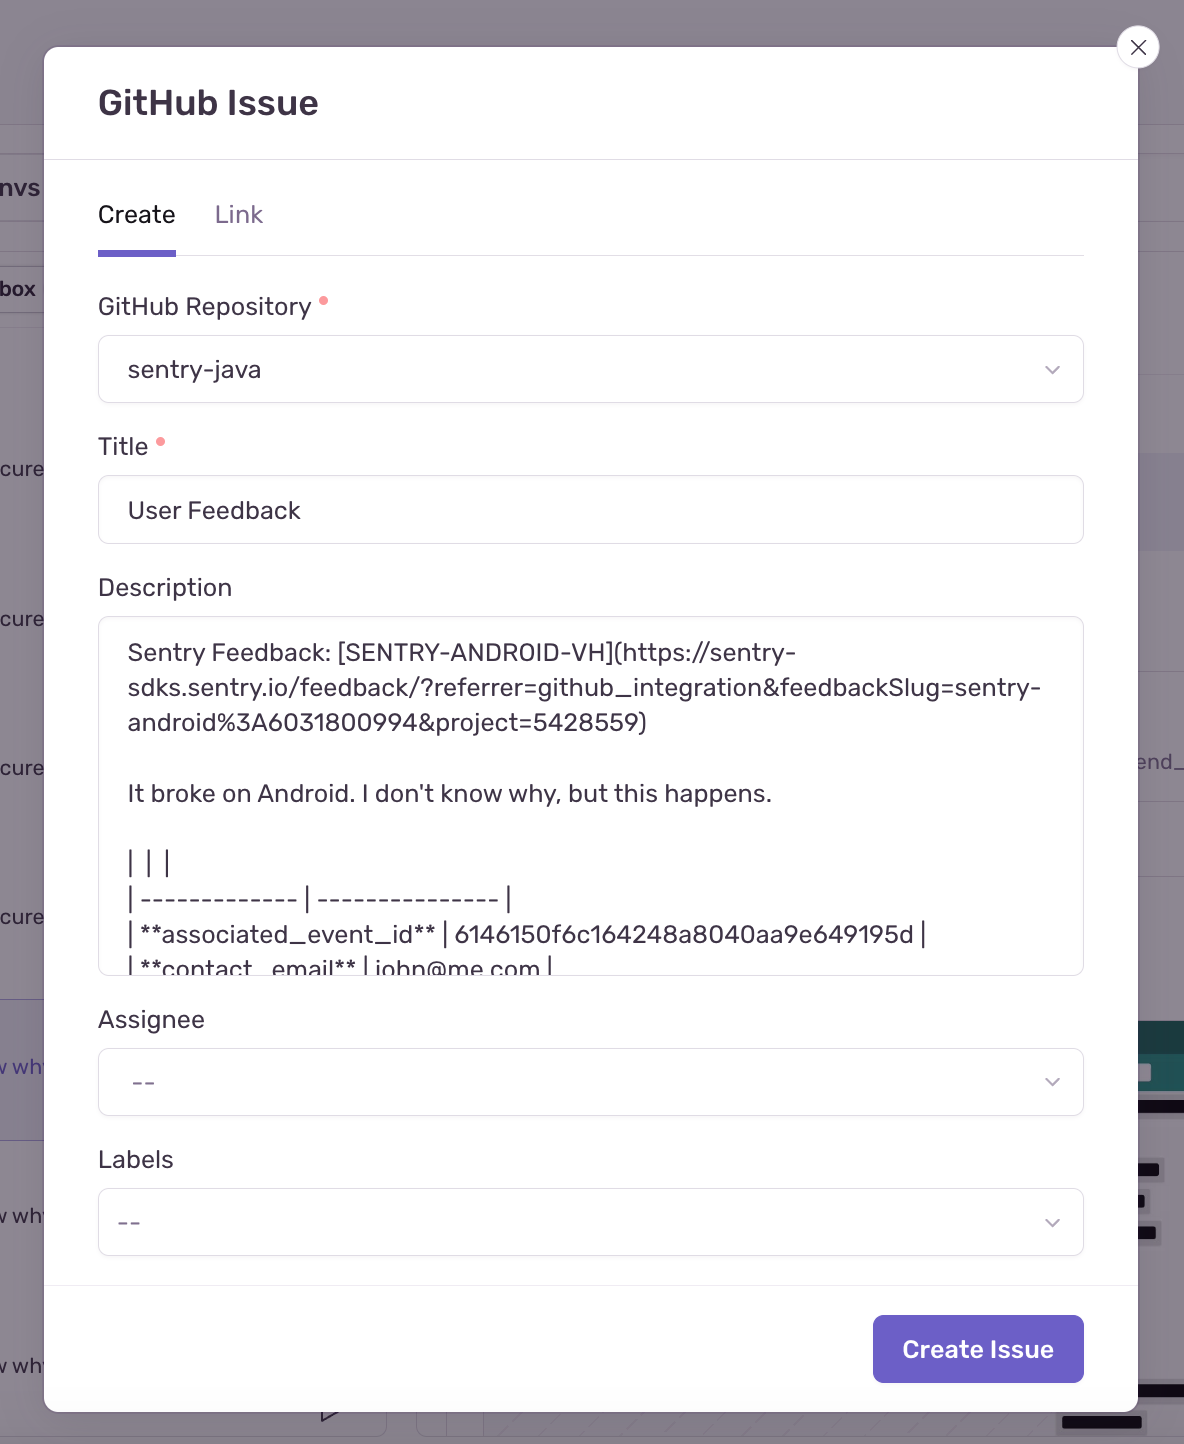 GitHub Issue
nvs
Create Link
box
GitHub Repository
sentry-java
Title
cure
User Feedback
Description
cure
Sentry Feedback: [SENTRY-ANDROID-VH](https://sentry-
sdks.sentry.io/feedback/?referrer=github_integration&feedbackSlug=sentry-
android%3A6031800994&project=5428559)
cure
end_
It broke on Android. I don't know why, but this happens.
| | |
| ------------- | --------------- |
cure
| **associated_event_id** | 6146150f6c164248a8040aa9e649195d |
| **contact_email** | john@me.com |
Assignee
w why
--
Labels
w why
--
Create Issue
w why